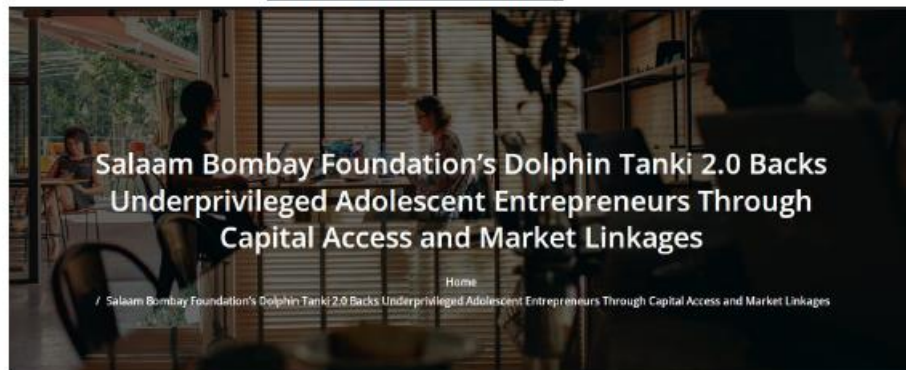 Salaam Bombay Foundation's Dolphin Tanki 2.0 Backs
Underprivileged Adolescent Entrepreneurs Through
Capital Access and Market Linkages
Home
/ Salaam Bombay Foundation's Dolphin Tanki 2.0 Backs Underprivileged Adolescent Entrepreneurs Through Capital Access and Market Linkages